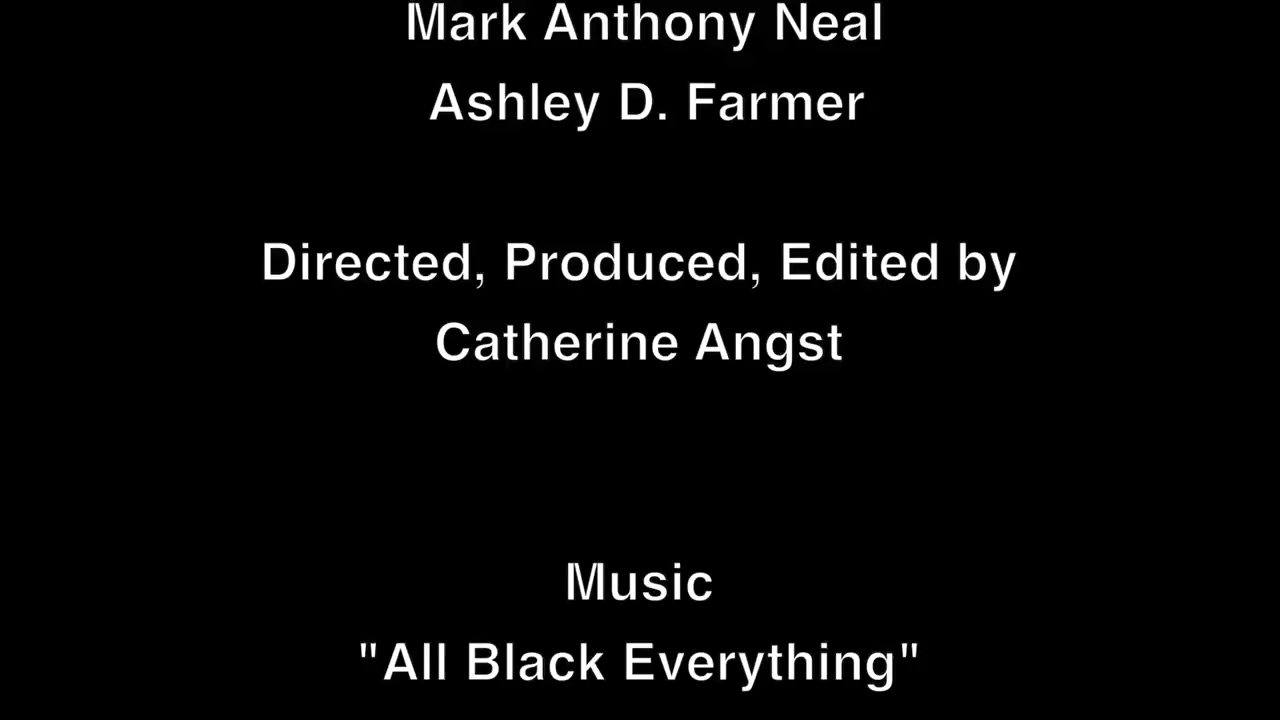 Mark Anthony Neal
Ashley D. Farmer
Directed, Produced, Edited by
Catherine Angst
Music
"All Black Everything"